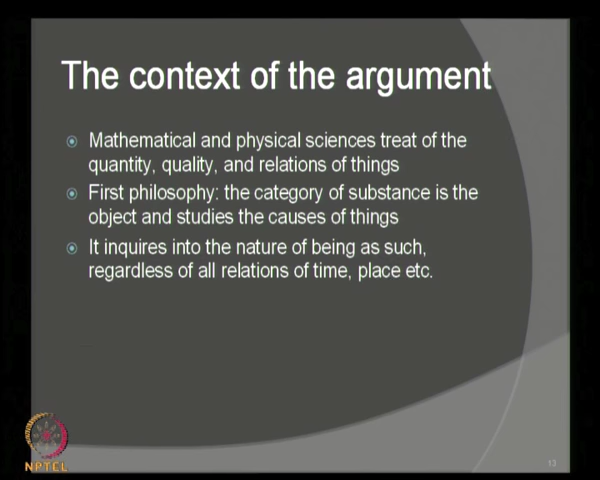 The context of the argument
Mathematical and physical sciences treat of the
quantity, quality, and relations of things
First philosophy: the category of substance is the
object and studies the causes of things
It inquires into the nature of being as such,
regardless of all relations of time, place etc.
NPTEL
13